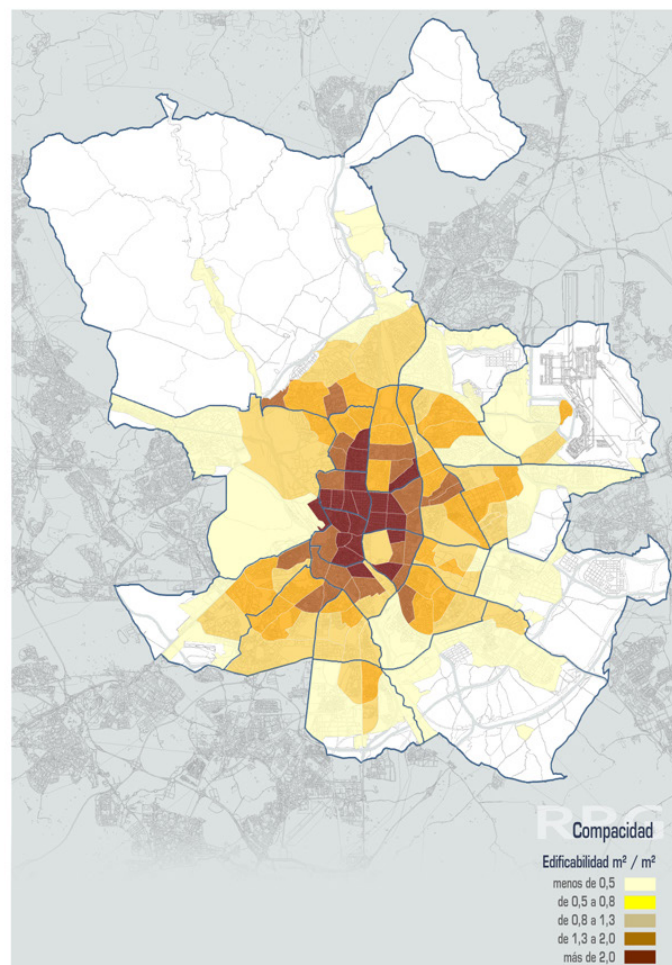 RPG
Compacidad
Edificabilidad m² / m²
menos de 0,5
de 0,5 a 0,8
de 0,8 a 1,3
de 1,3 a 2,0
más de 2,0